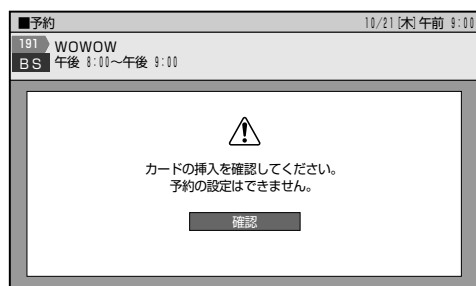 ■予約 10/21[木]午前 9:00
191 WOWOW
BS 午後 8:00〜午後 9:00
カードの挿入を確認してください。
予約の設定はできません。
確認